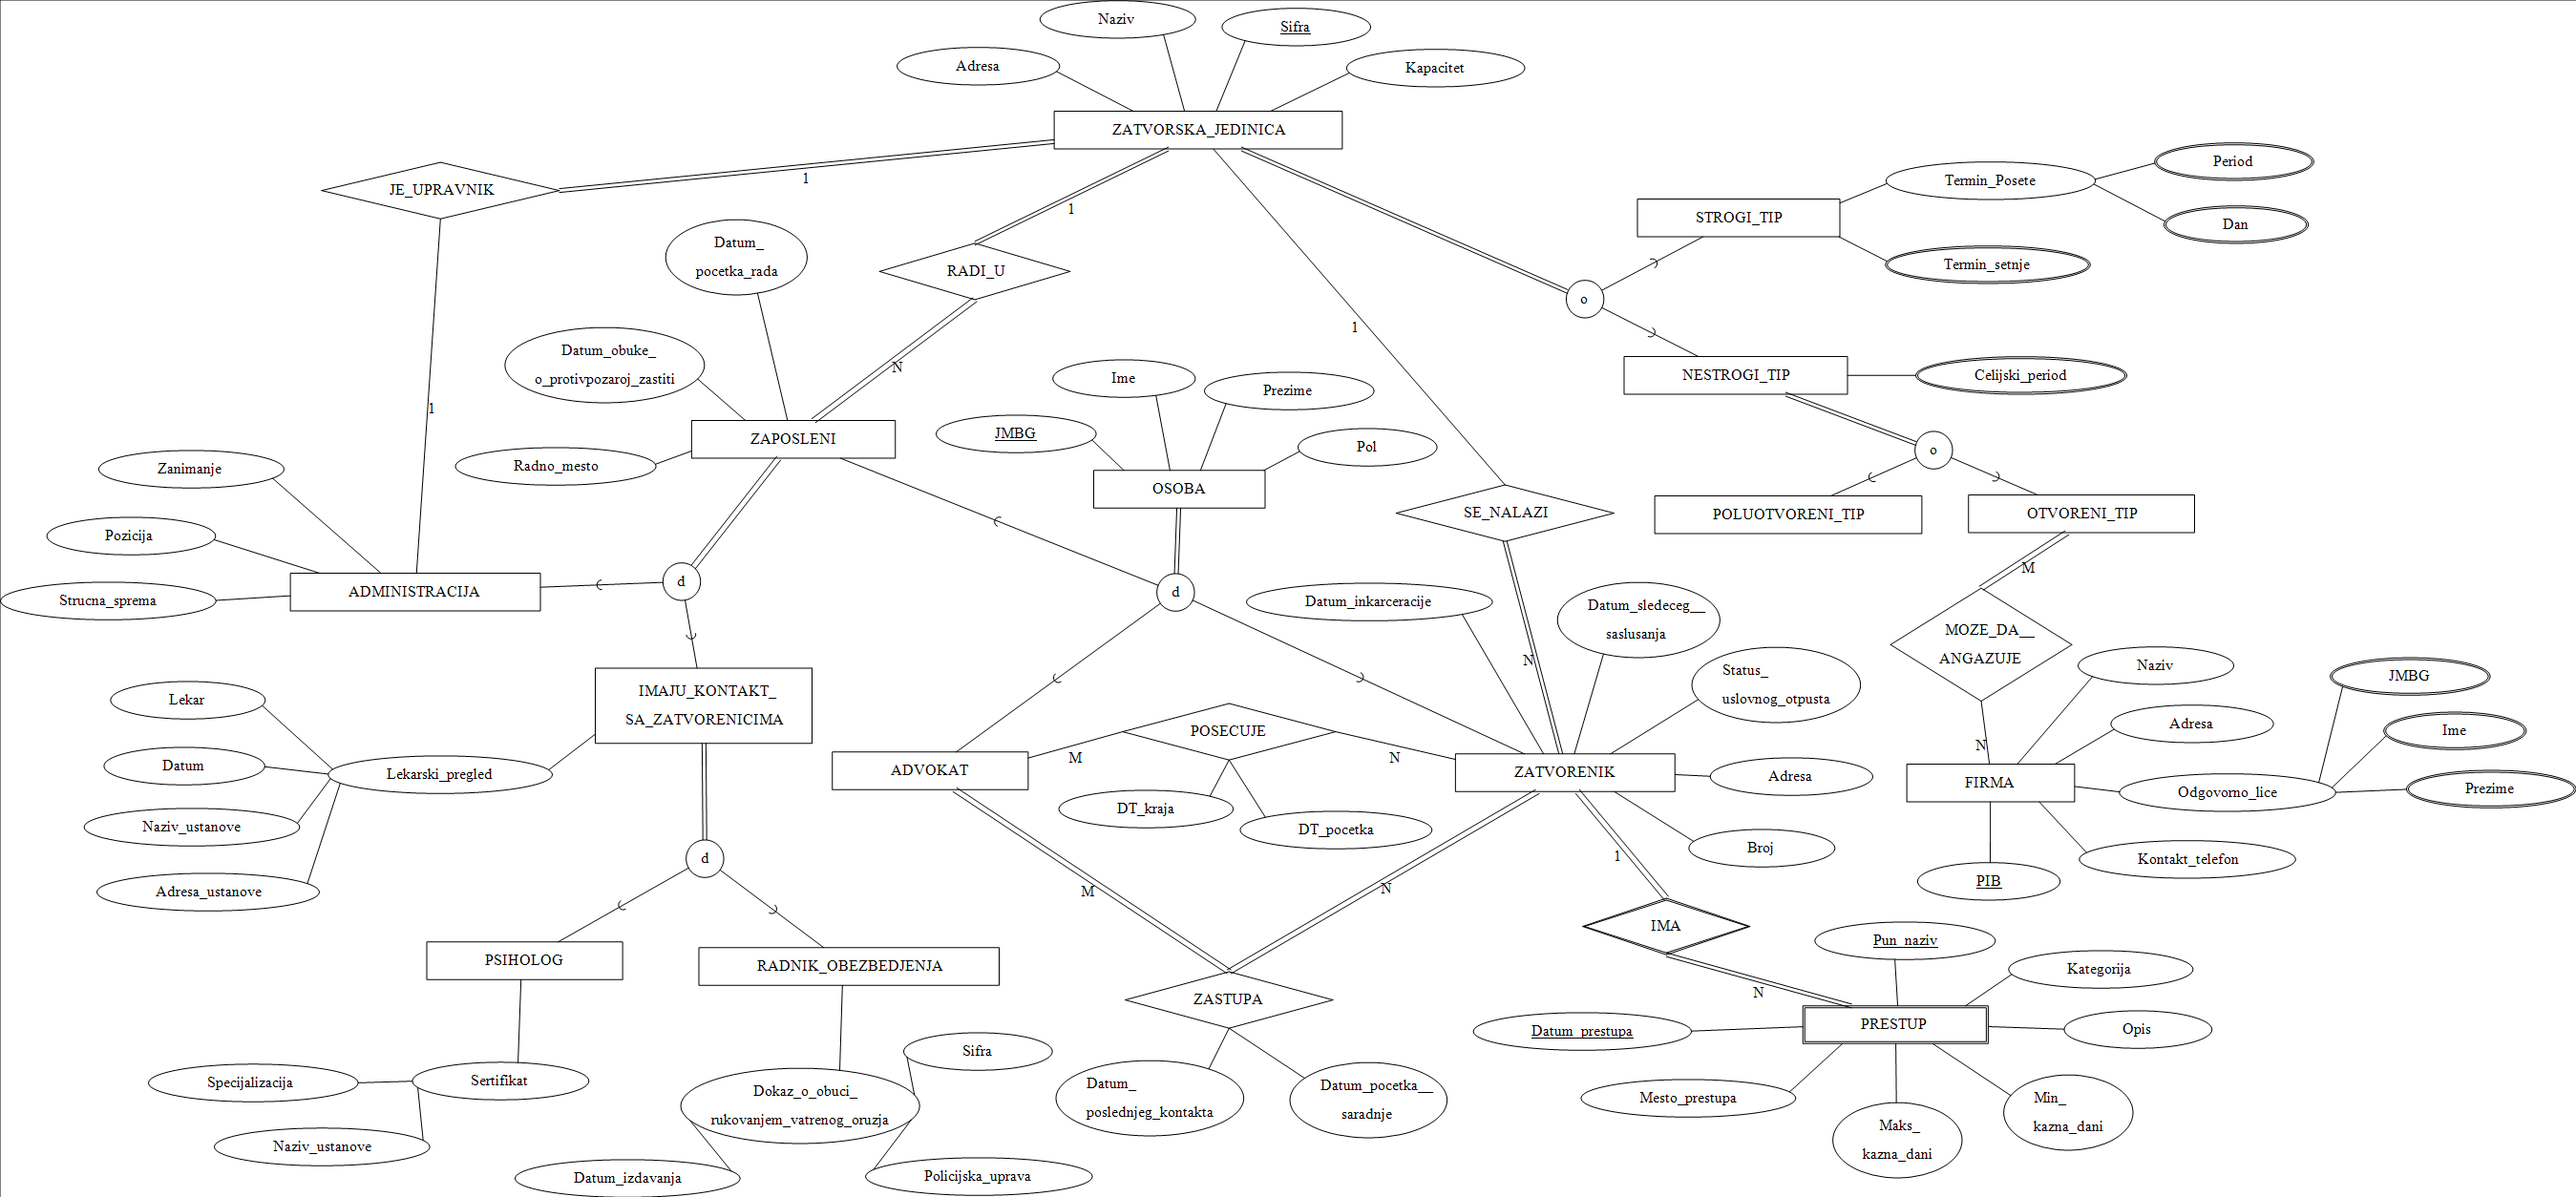 Naziv
Sifra
Adresa
Kapacitet
ZATVORSKA_JEDINICA
Period
Termin_Posete
JE_UPRAVNIK
1
1
STROGI_TIP
Dan
Datum_
pocetka_rada
RADI_U
Termin_setnje
o
1
Datum_obuke_
o_protivpozaroj_zastiti
N
Ime
Prezime
NESTROGI_TIP
Celijski_period
1
JMBG
ZAPOSLENI
Pol
o
Zanimanje
Radno_mesto
OSOBA
SE_NALAZI
POLUOTVORENI_TIP
OTVORENI_TIP
Pozicija
M
d
ADMINISTRACIJA
d
Strucna_sprema
Datum_inkarceracije
Datum_sledeceg__
saslusanja
MOZE_DA__
ANGAZUJE
N
Naziv
JMBG
Status_
uslovnog_otpusta
IMAJU_KONTAKT_
SA_ZATVORENICIMA
Lekar
POSECUJE
Adresa
Ime
M
N
N
Datum
Lekarski_pregled
ADVOKAT
ZATVORENIK
Adresa
FIRMA
Odgovorno_lice
Prezime
DT_kraja
DT_pocetka
Naziv_ustanove
Broj
1
d
Kontakt_telefon
PIB
Adresa_ustanove
M
N
IMA
Pun_naziv
PSIHOLOG
RADNIK_OBEZBEDJENJA
Kategorija
N
ZASTUPA
Datum_prestupa
PRESTUP
Opis
Sifra
Specijalizacija
Sertifikat
Dokaz_o_obuci_
rukovanjem_vatrenog_oruzja
Datum_
poslednjeg_kontakta
Datum_pocetka__
saradnje
Mesto_prestupa
Min_
kazna_dani
Maks_
kazna_dani
Naziv_ustanove
Datum_izdavanja
Policijska_uprava